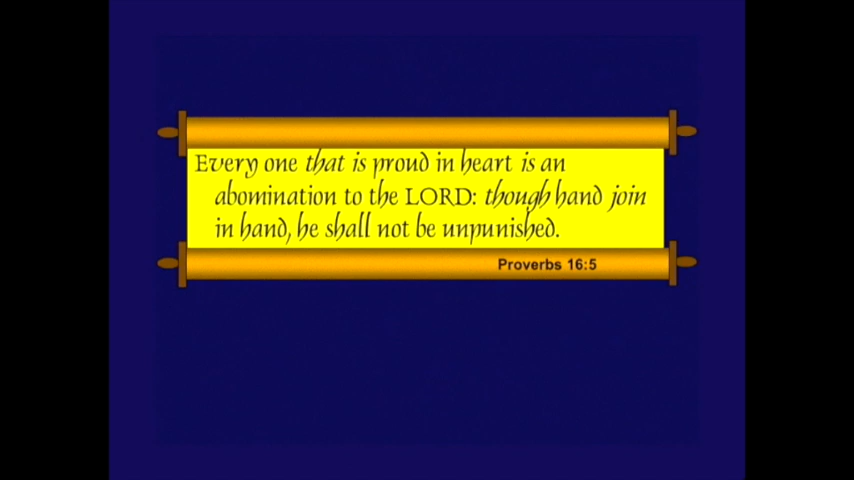 Every one that is proud in heart is an
abomination to the LORD: though hand join
in hand, he shall not be unpunished.
Proverbs 16:5